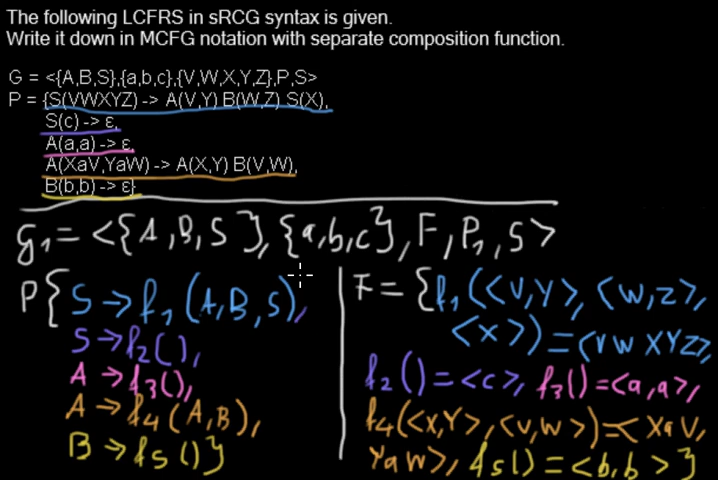 The following LCFRS in sRCG syntax is given.
Write it down in MCFG notation with separate composition function.
G = <{A,B,S},{a,b,c},{V,W,X,Y,Z},P,S>
P = {S(VWXYZ) -> A(V,Y) B(W,Z) S(X),
S(c) -> ε,
A(a,a) -> ε,
A(XaV,YaW) -> A(X,Y) B(V,W),
B(b,b) -> ε}
G₁ = <{A,B,S}, {a,b,c}, F, P₁, S>
P{ S → f₁ (A,B,S),
S → f₂ (),
A → f₃ (),
A → f₄ (A,B),
B → f₅ () }
F = { f₁ (<V,Y>, <W,Z>,
<X>) = <VWXYZ>,
f₂ () = <c>, f₃ () = <a,a>,
f₄ (<X,Y>, <V,W>) = <XaV,
YaW>, f₅ () = <b,b> }